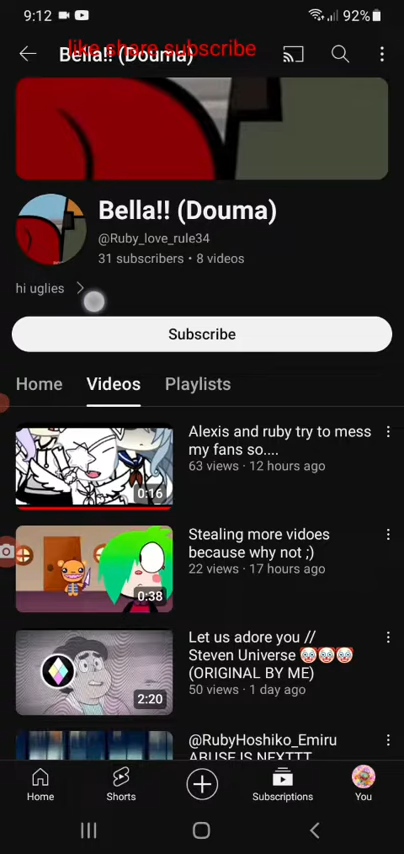 9:12
92%
like share subscribe
Bella!! (Douma)
Bella!! (Douma)
@Ruby_love_rule34
31 subscribers • 8 videos
hi uglies
Subscribe
Home Videos Playlists
Alexis and ruby try to mess
my fans so....
63 views · 12 hours ago
0:16
Stealing more vidoes
because why not ;)
22 views · 17 hours ago
0:38
Let us adore you //
Steven Universe 🤡🤡🤡
(ORIGINAL BY ME)
50 views · 1 day ago
2:20
@RubyHoshiko_Emiru
ABUSE IS NEXTTT
Home Shorts Subscriptions You